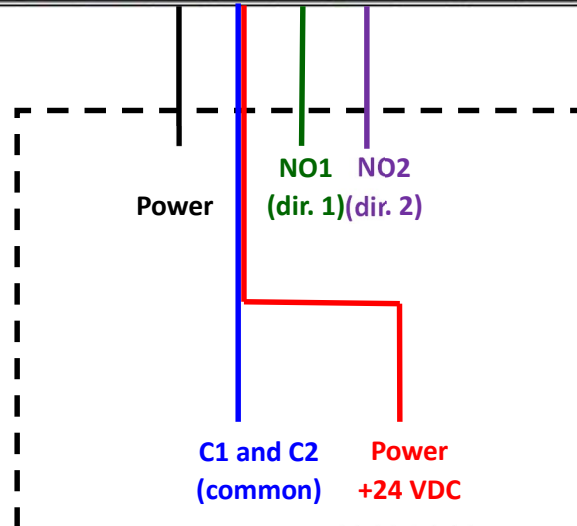 NO1 NO2
Power (dir. 1)(dir. 2)
C1 and C2 Power
(common) +24 VDC